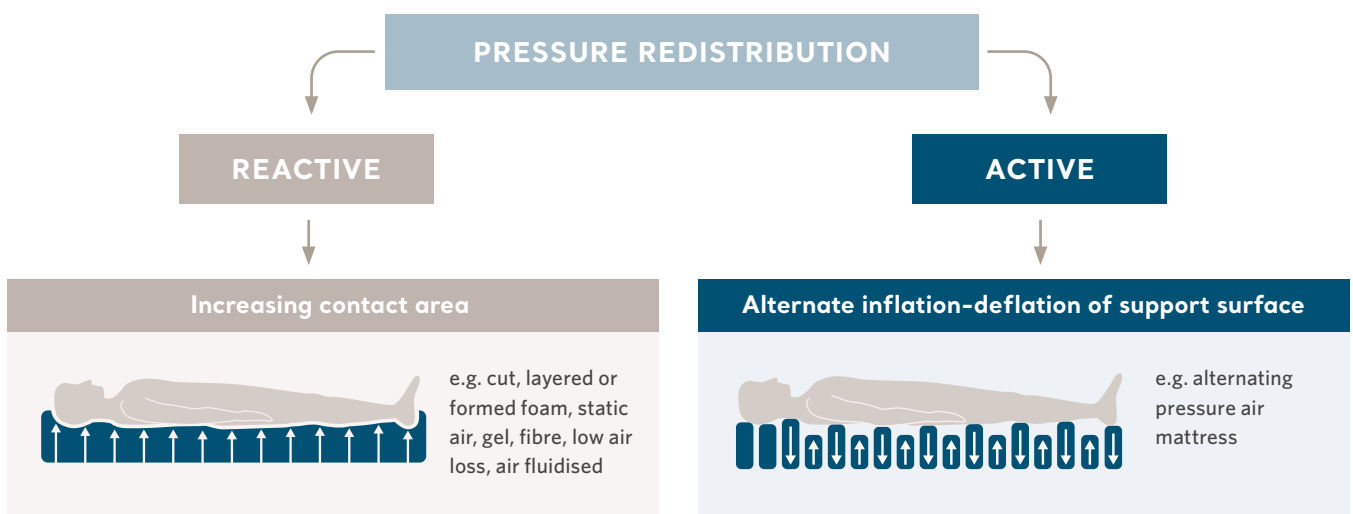 PRESSURE REDISTRIBUTION
REACTIVE
ACTIVE
Increasing contact area
e.g. cut, layered or
formed foam, static
air, gel, fibre, low air
loss, air fluidised
Alternate inflation-deflation of support surface
e.g. alternating
pressure air
mattress